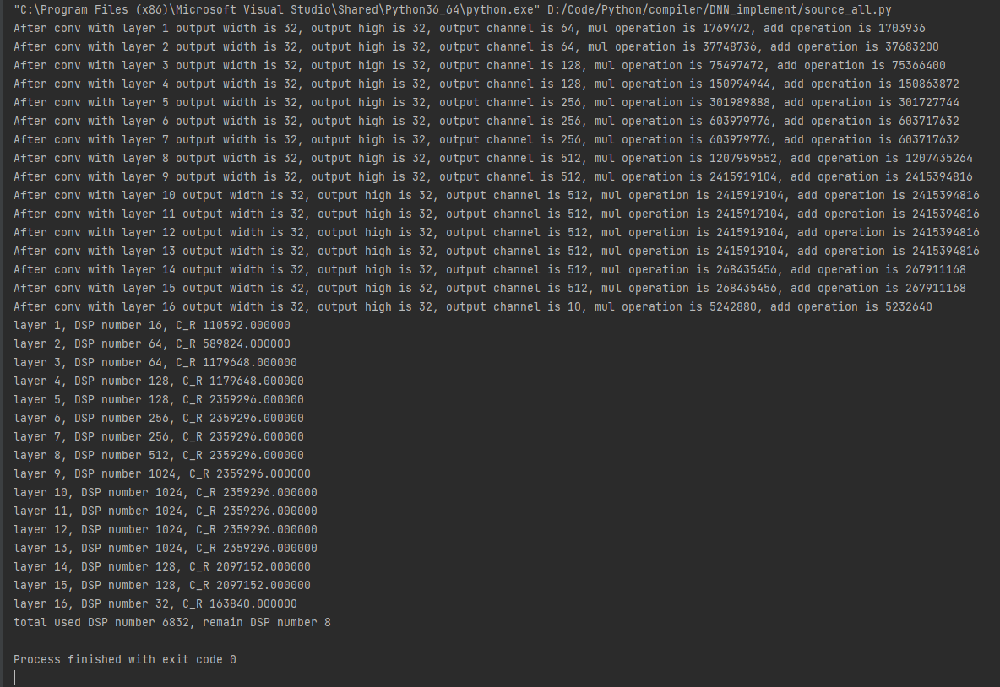 "C:\Program Files (x86)\Microsoft Visual Studio\Shared\Python36_64\python.exe" D:/Code/Python/compiler/DNN_implement/source_all.py
After conv with layer 1 output width is 32, output high is 32, output channel is 64, mul operation is 1769472, add operation is 1703936
After conv with layer 2 output width is 32, output high is 32, output channel is 64, mul operation is 37748736, add operation is 37683200
After conv with layer 3 output width is 32, output high is 32, output channel is 128, mul operation is 75497472, add operation is 75366400
After conv with layer 4 output width is 32, output high is 32, output channel is 128, mul operation is 150994944, add operation is 150863872
After conv with layer 5 output width is 32, output high is 32, output channel is 256, mul operation is 301989888, add operation is 301727744
After conv with layer 6 output width is 32, output high is 32, output channel is 256, mul operation is 603979776, add operation is 603717632
After conv with layer 7 output width is 32, output high is 32, output channel is 256, mul operation is 603979776, add operation is 603717632
After conv with layer 8 output width is 32, output high is 32, output channel is 512, mul operation is 1207959552, add operation is 1207435264
After conv with layer 9 output width is 32, output high is 32, output channel is 512, mul operation is 2415919104, add operation is 2415394816
After conv with layer 10 output width is 32, output high is 32, output channel is 512, mul operation is 2415919104, add operation is 2415394816
After conv with layer 11 output width is 32, output high is 32, output channel is 512, mul operation is 2415919104, add operation is 2415394816
After conv with layer 12 output width is 32, output high is 32, output channel is 512, mul operation is 2415919104, add operation is 2415394816
After conv with layer 13 output width is 32, output high is 32, output channel is 512, mul operation is 2415919104, add operation is 2415394816
After conv with layer 14 output width is 32, output high is 32, output channel is 512, mul operation is 268435456, add operation is 267911168
After conv with layer 15 output width is 32, output high is 32, output channel is 512, mul operation is 268435456, add operation is 267911168
After conv with layer 16 output width is 32, output high is 32, output channel is 10, mul operation is 5242880, add operation is 5232640
layer 1, DSP number 16, C_R 110592.000000
layer 2, DSP number 64, C_R 589824.000000
layer 3, DSP number 64, C_R 1179648.000000
layer 4, DSP number 128, C_R 1179648.000000
layer 5, DSP number 128, C_R 2359296.000000
layer 6, DSP number 256, C_R 2359296.000000
layer 7, DSP number 256, C_R 2359296.000000
layer 8, DSP number 512, C_R 2359296.000000
layer 9, DSP number 1024, C_R 2359296.000000
layer 10, DSP number 1024, C_R 2359296.000000
layer 11, DSP number 1024, C_R 2359296.000000
layer 12, DSP number 1024, C_R 2359296.000000
layer 13, DSP number 1024, C_R 2359296.000000
layer 14, DSP number 128, C_R 2097152.000000
layer 15, DSP number 128, C_R 2097152.000000
layer 16, DSP number 32, C_R 163840.000000
total used DSP number 6832, remain DSP number 8
Process finished with exit code 0